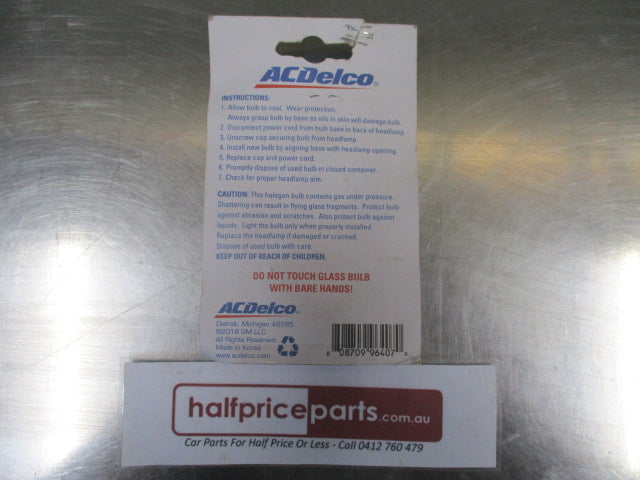 ACDelco
INSTRUCTIONS:
1. Allow bulb to cool. Wear protection.
Always grasp bulb by base as oils in skin will damage bulb.
2. Disconnect power cord from bulb base in back of headlamp.
3. Unscrew cap securing bulb from headlamp.
4. Install new bulb by aligning base with headlamp opening.
5. Replace cap and power cord.
6. Promptly dispose of used bulb in closed container.
7. Check for proper headlamp aim.
CAUTION: This halogen bulb contains gas under pressure.
Shattering can result in flying glass fragments. Protect bulb
against abrasion and scratches. Also protect bulb against
liquids. Light the bulb only when properly installed.
Replace the headlamp if damaged or cracked.
Dispose of used bulb with care.
KEEP OUT OF REACH OF CHILDREN.
DO NOT TOUCH GLASS BULB
WITH BARE HANDS!
ACDelco
Detroit, Michigan 48265
©2018 GM LLC
All Rights Reserved
Made in Korea
www.acdelco.com
8 08709 96407 0
halfpriceparts.com.au
Car Parts For Half Price Or Less - Call 0412 760 479